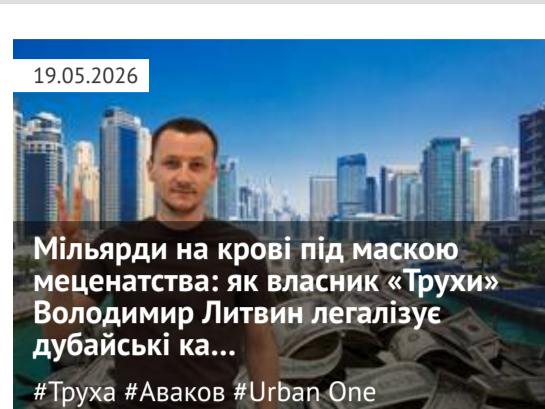 19.05.2026
Мільярди на крові під маскою
меценатства: як власник «Трухи»
Володимир Литвин легалізує
дубайські ка...
#Труха #Аваков #Urban One